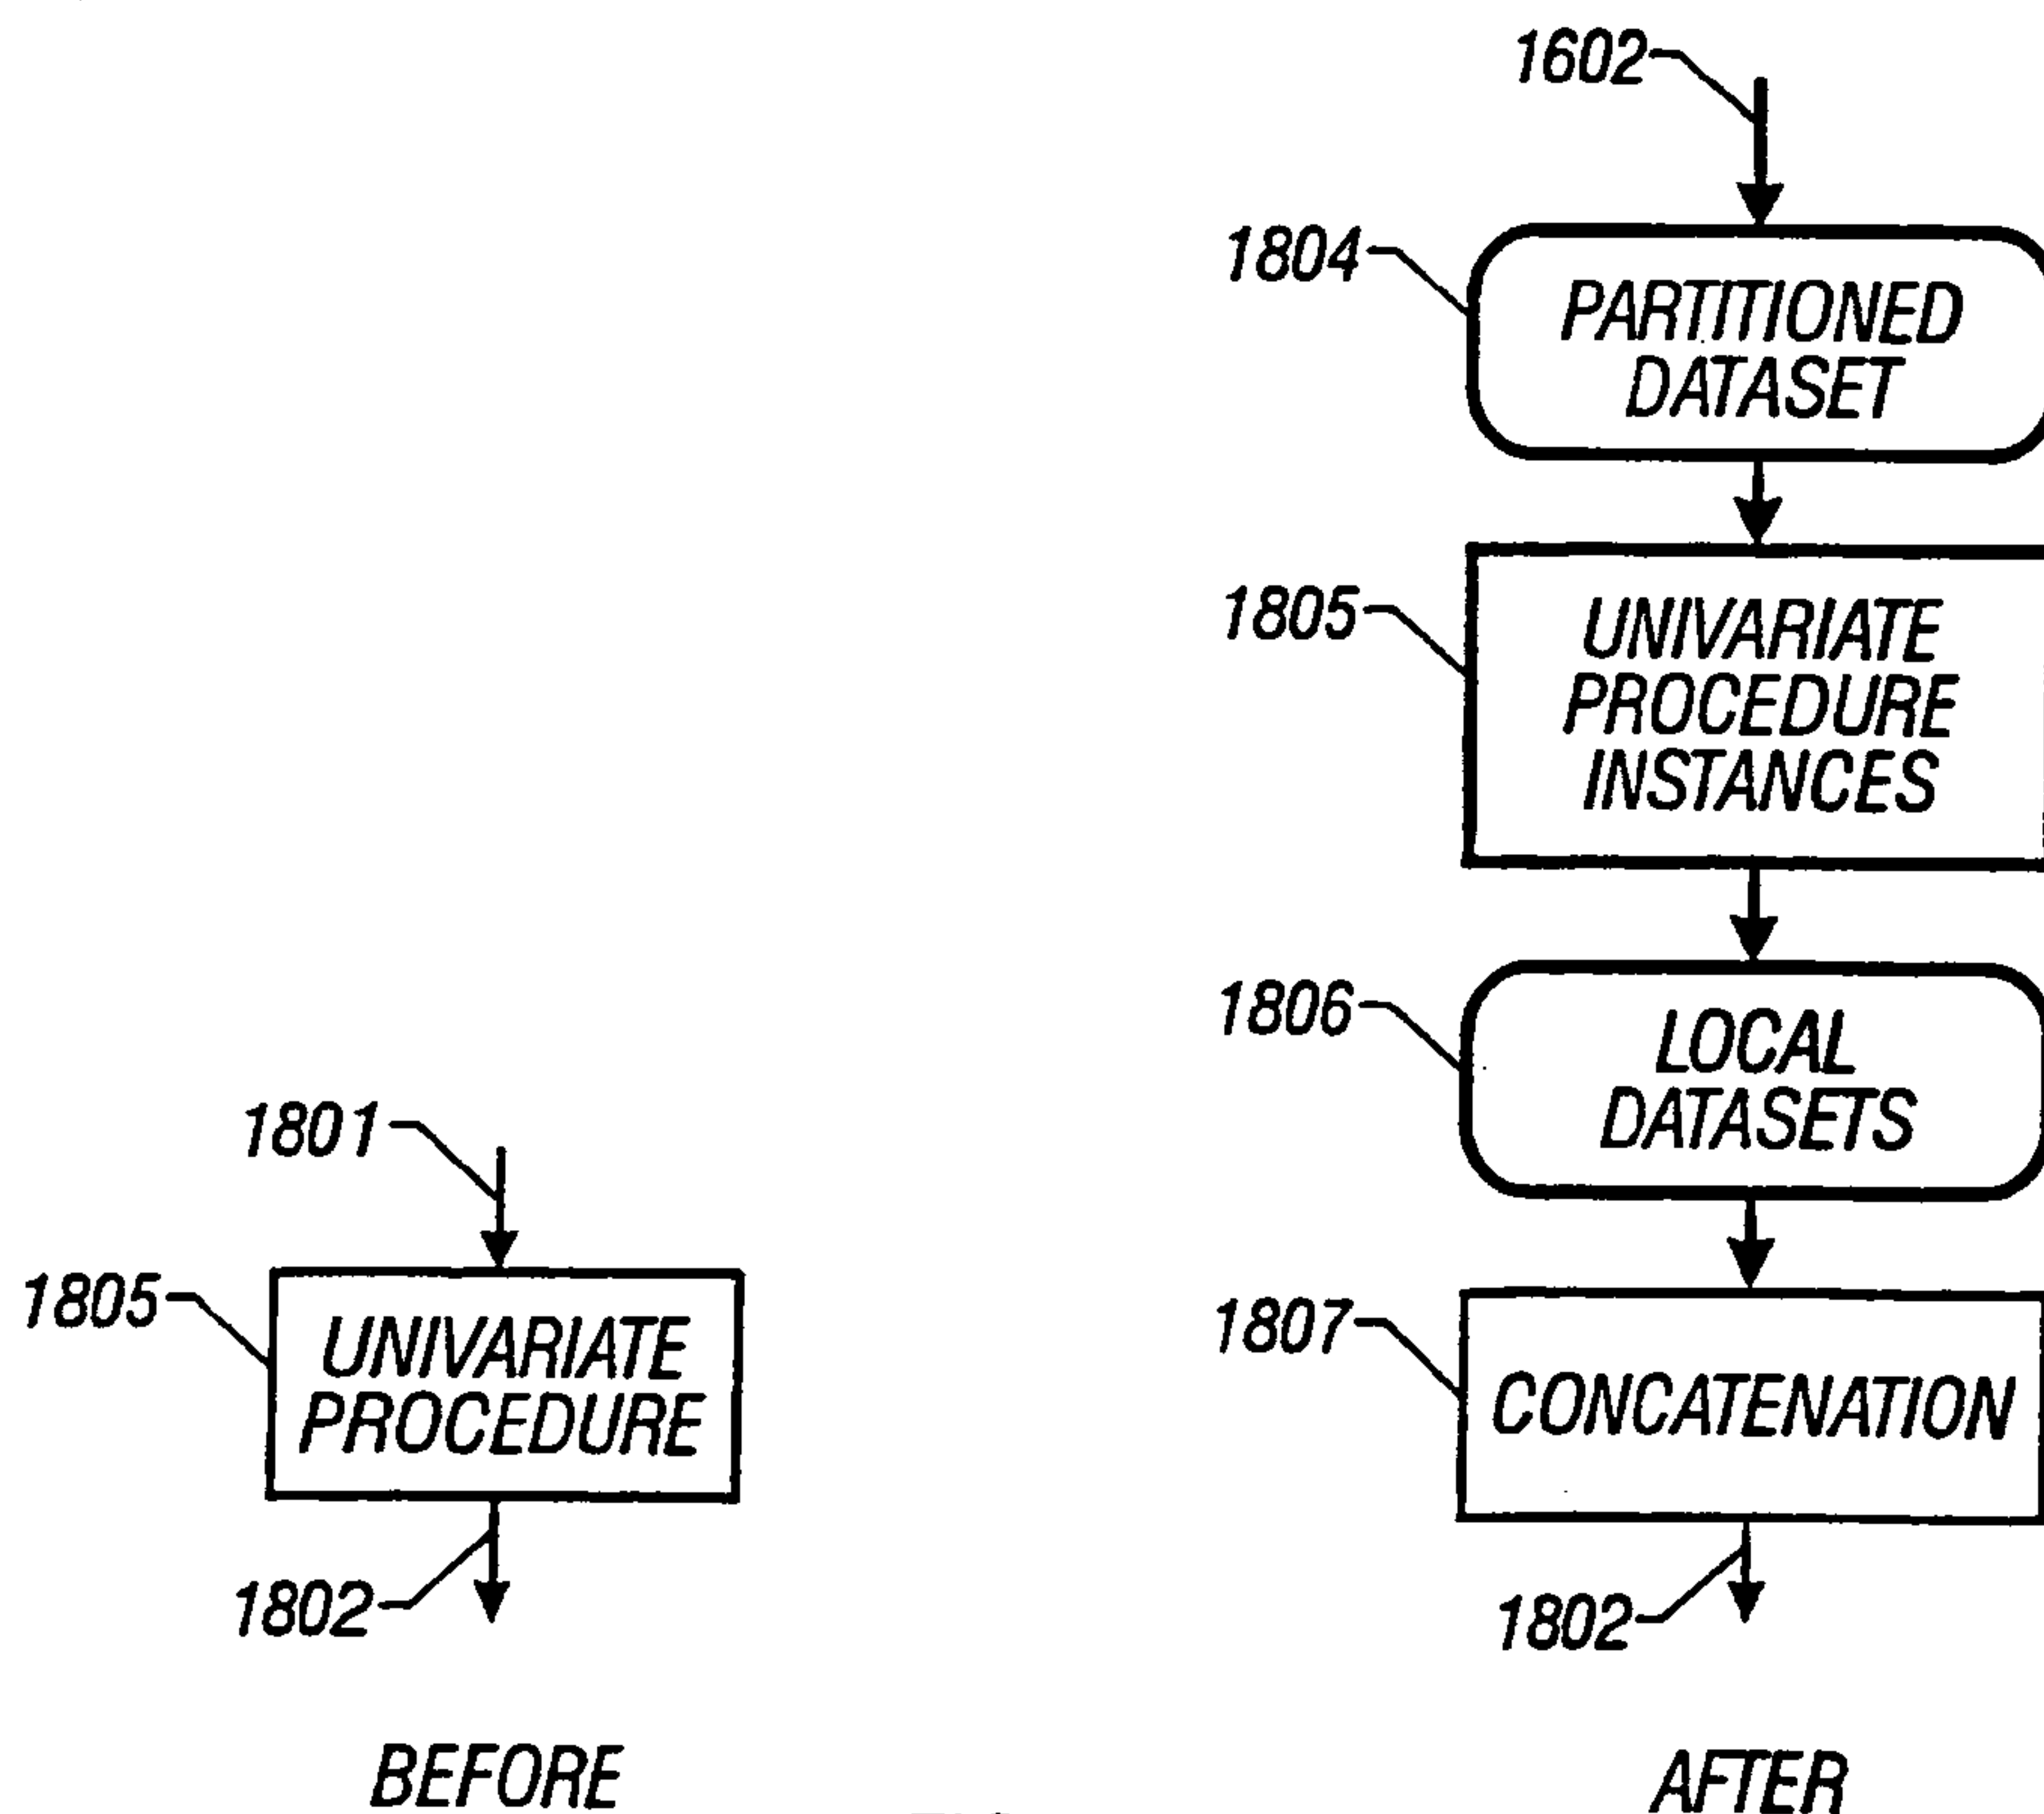 1602
1804
PARTITIONED
DATASET
1805
UNIVARIATE
PROCEDURE
INSTANCES
1806
LOCAL
DATASETS
1801
1805
UNIVARIATE
PROCEDURE
1807
CONCATENATION
1802
1802
BEFORE
AFTER